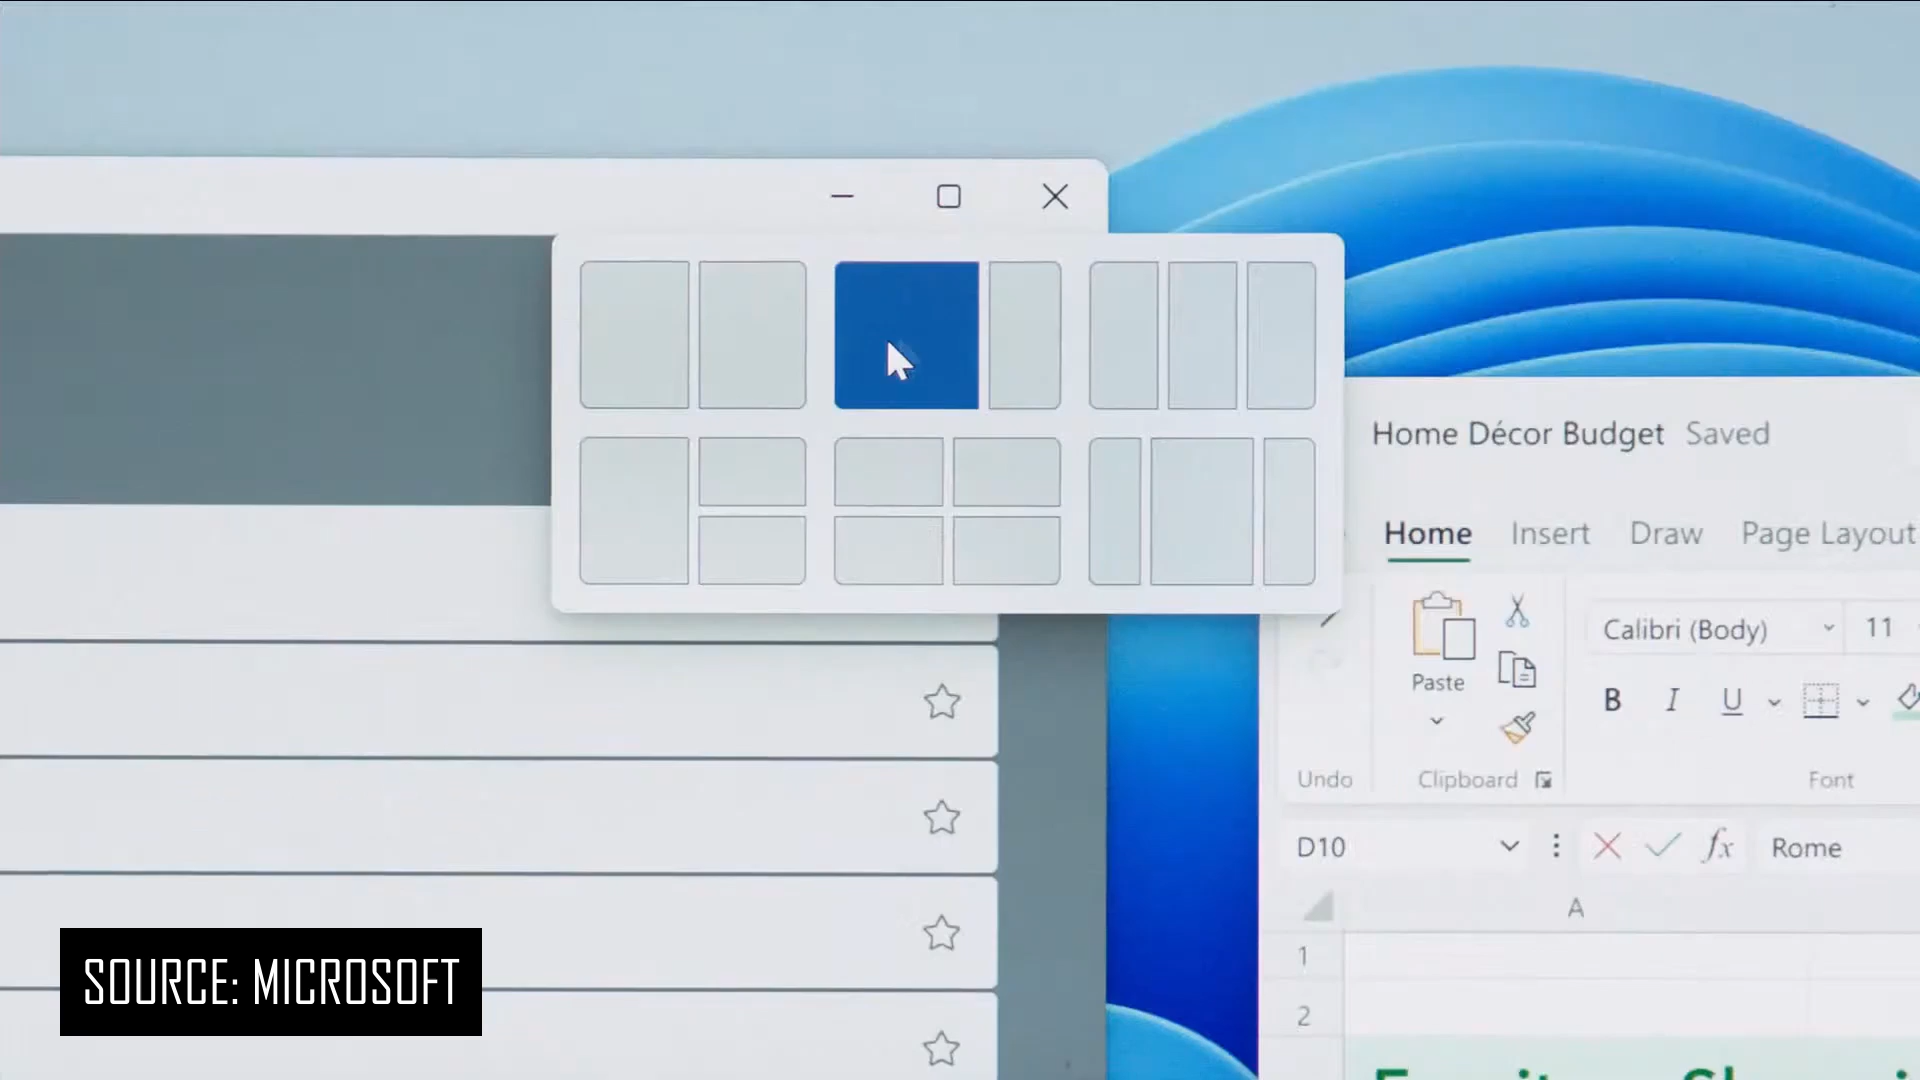 Home Décor Budget Saved
Home Insert Draw Page Layout
Calibri (Body) 11
Paste
B I U
Undo Clipboard Font
D10 fx Rome
A
1
2
SOURCE: MICROSOFT